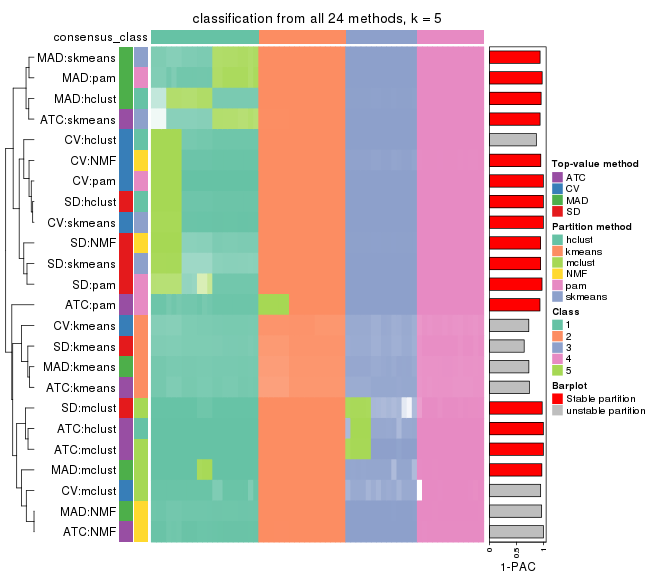 classification from all 24 methods, k = 5
consensus_class
MAD:skmeans
MAD:pam
MAD:hclust
ATC:skmeans
CV:hclust
CV:NMF
CV:pam
SD:hclust
CV:skmeans
SD:NMF
SD:skmeans
SD:pam
ATC:pam
CV:kmeans
SD:kmeans
MAD:kmeans
ATC:kmeans
SD:mclust
ATC:hclust
ATC:mclust
MAD:mclust
CV:mclust
MAD:NMF
ATC:NMF
0
0.5
1
1-PAC
Top-value method
ATC
CV
MAD
SD
Partition method
hclust
kmeans
mclust
NMF
pam
skmeans
Class
1
2
3
4
5
Barplot
Stable partition
unstable partition